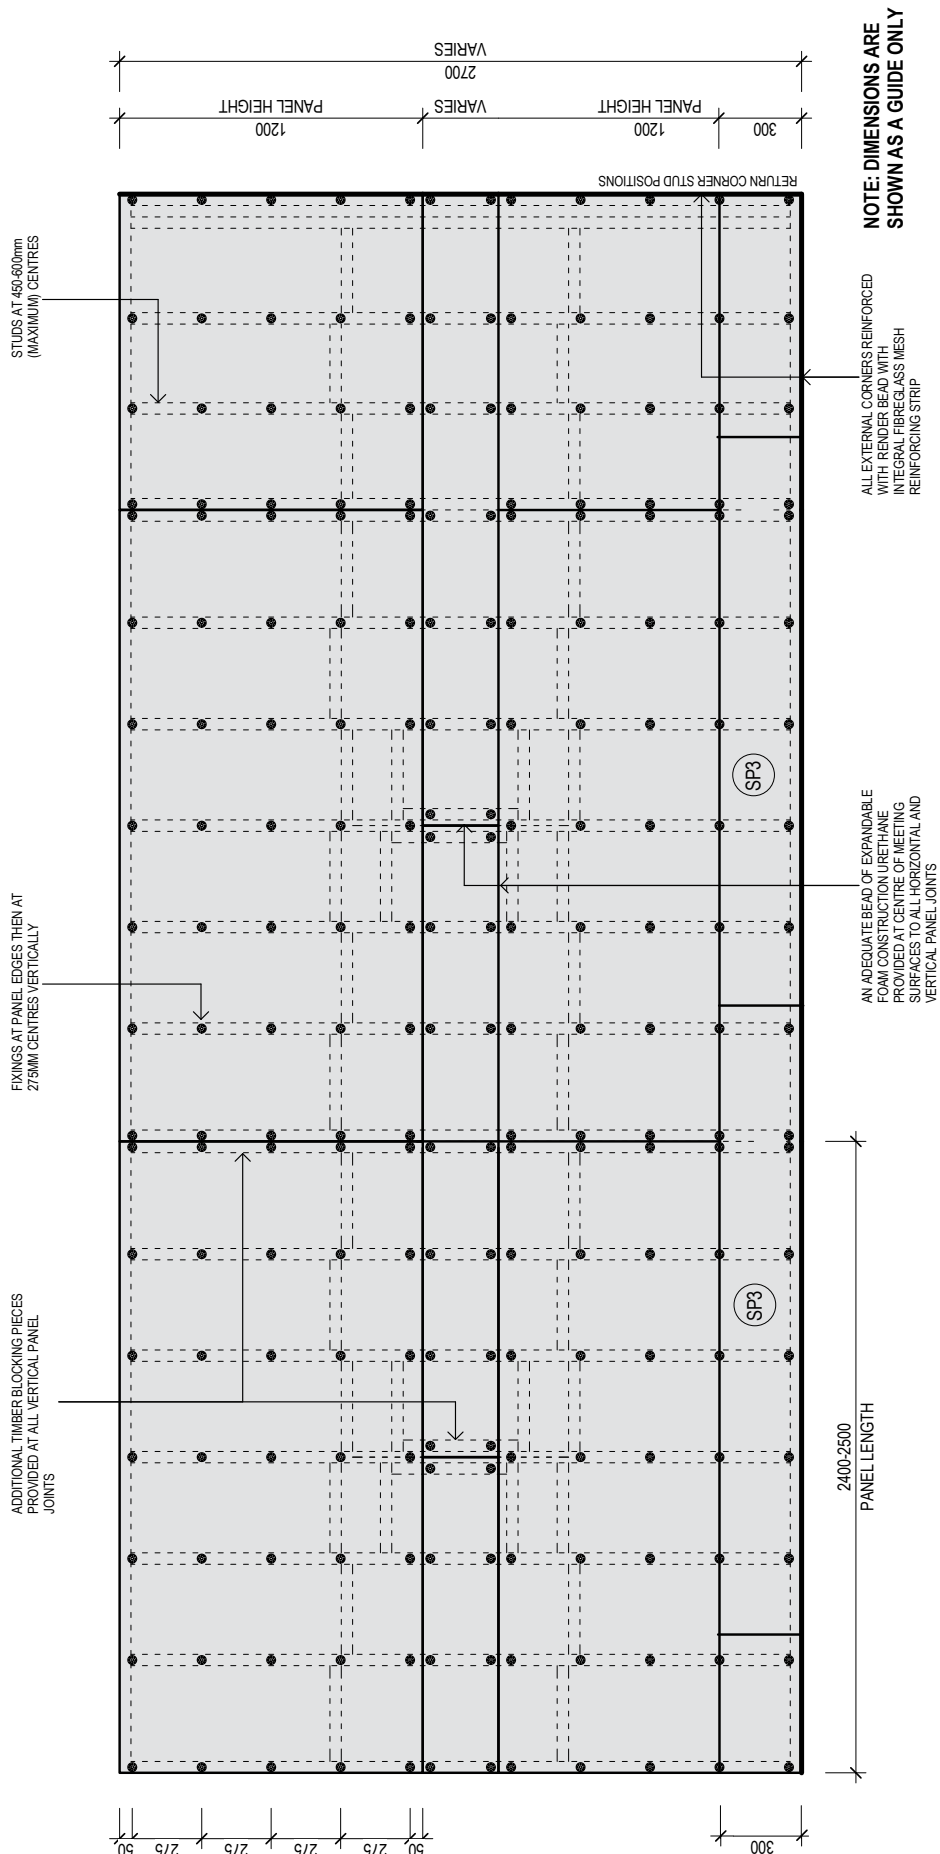 ADDITIONAL TIMBER BLOCKING PIECES
PROVIDED AT ALL VERTICAL PANEL
JOINTS
FIXINGS AT PANEL EDGES THEN AT
275MM CENTRES VERTICALLY
STUDS AT 450-600mm
(MAXIMUM) CENTRES
50
275
275
275
275
50
300
1200
PANEL HEIGHT
VARIES
1200
PANEL HEIGHT
300
2700
VARIES
RETURN CORNER STUD POSITIONS
SP3
SP3
2400-2500
PANEL LENGTH
AN ADEQUATE BEAD OF EXPANDABLE
FOAM CONSTRUCTION URETHANE
PROVIDED AT CENTRE OF MEETING
SURFACES TO ALL HORIZONTAL AND
VERTICAL PANEL JOINTS
ALL EXTERNAL CORNERS REINFORCED
WITH RENDER BEAD WITH
INTEGRAL FIBREGLASS MESH
REINFORCING STRIP
NOTE: DIMENSIONS ARE
SHOWN AS A GUIDE ONLY